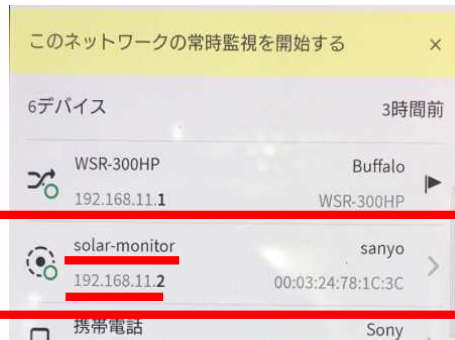 このネットワークの常時監視を開始する ×
6デバイス 3時間前
WSR-300HP Buffalo
192.168.11.1 WSR-300HP
solar-monitor sanyo
192.168.11.2 00:03:24:78:1C:3C
携帯電話 Sony